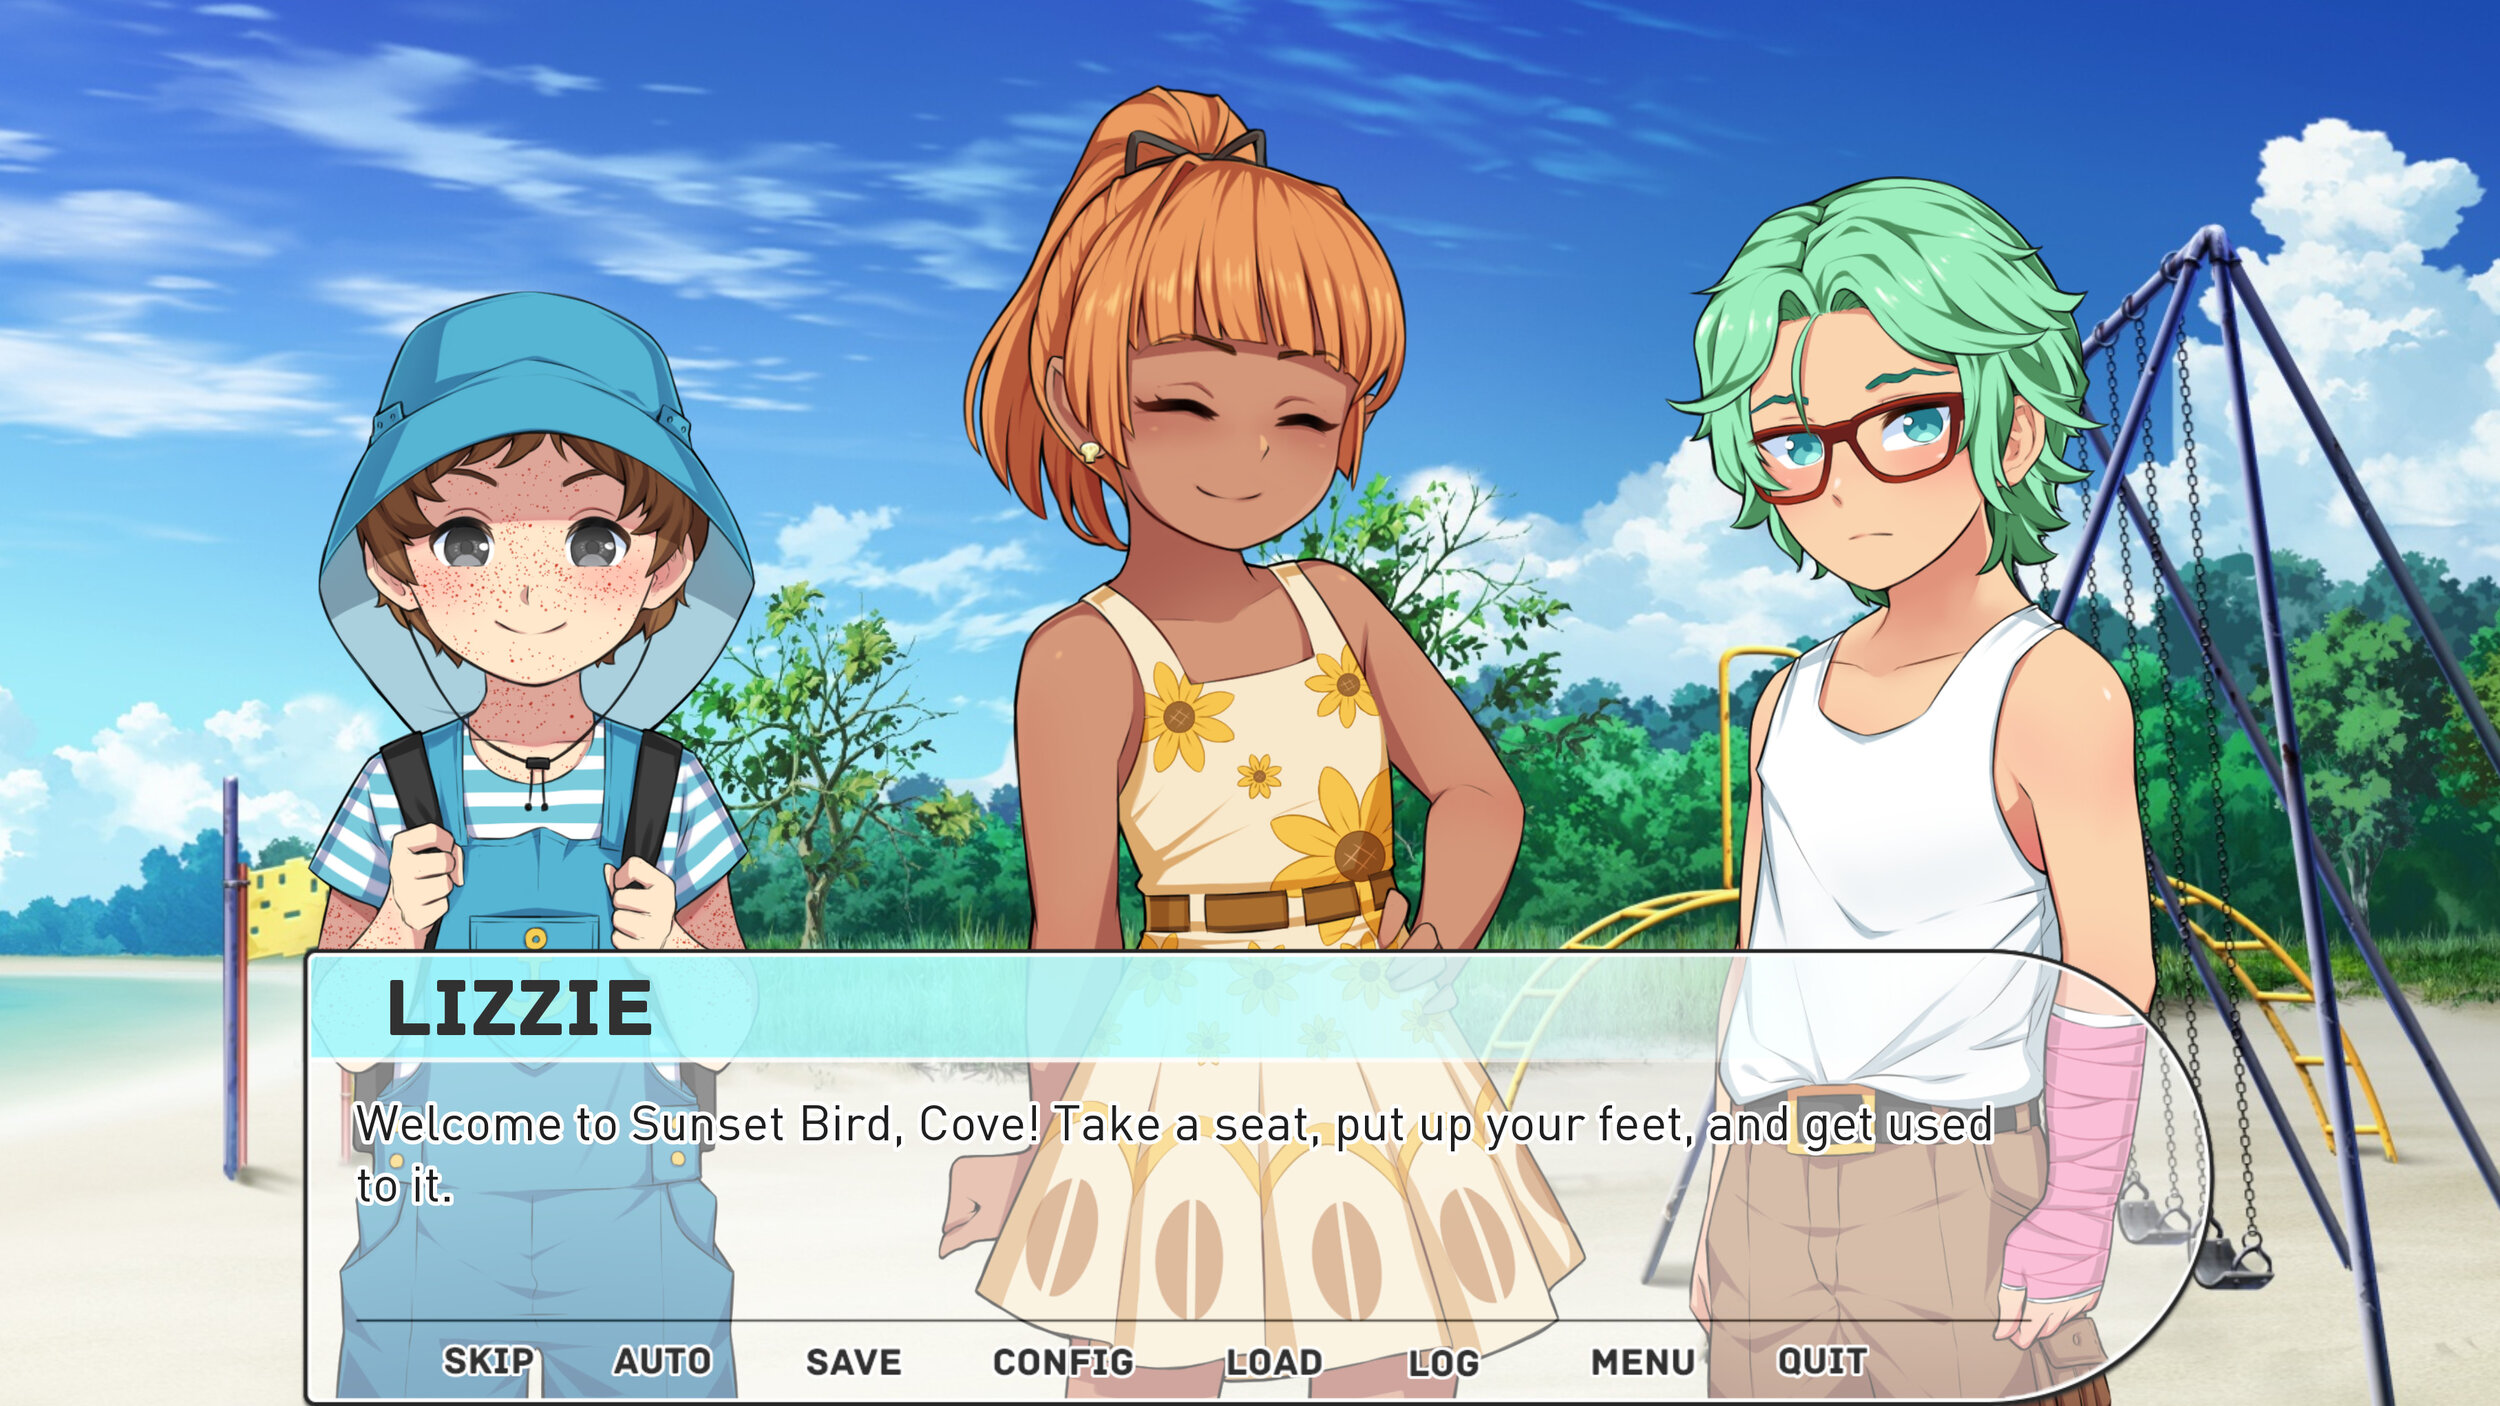 LIZZIE
Welcome to Sunset Bird, Cove! Take a seat, put up your feet, and get used
to it.
SKIP AUTO SAVE CONFIG LOAD LOG MENU QUIT